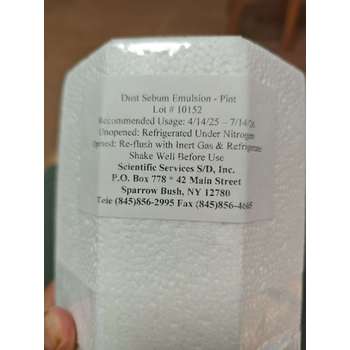 Dust Sebum Emulsion - Pint
Lot # 10152
Recommended Usage: 4/14/25 – 7/14/26
Unopened: Refrigerated Under Nitrogen
Opened: Re-flush with Inert Gas & Refrigerate
Shake Well Before Use
Scientific Services S/D, Inc.
P.O. Box 778 * 42 Main Street
Sparrow Bush, NY 12780
Tele (845)856-2995 Fax (845)856-4665